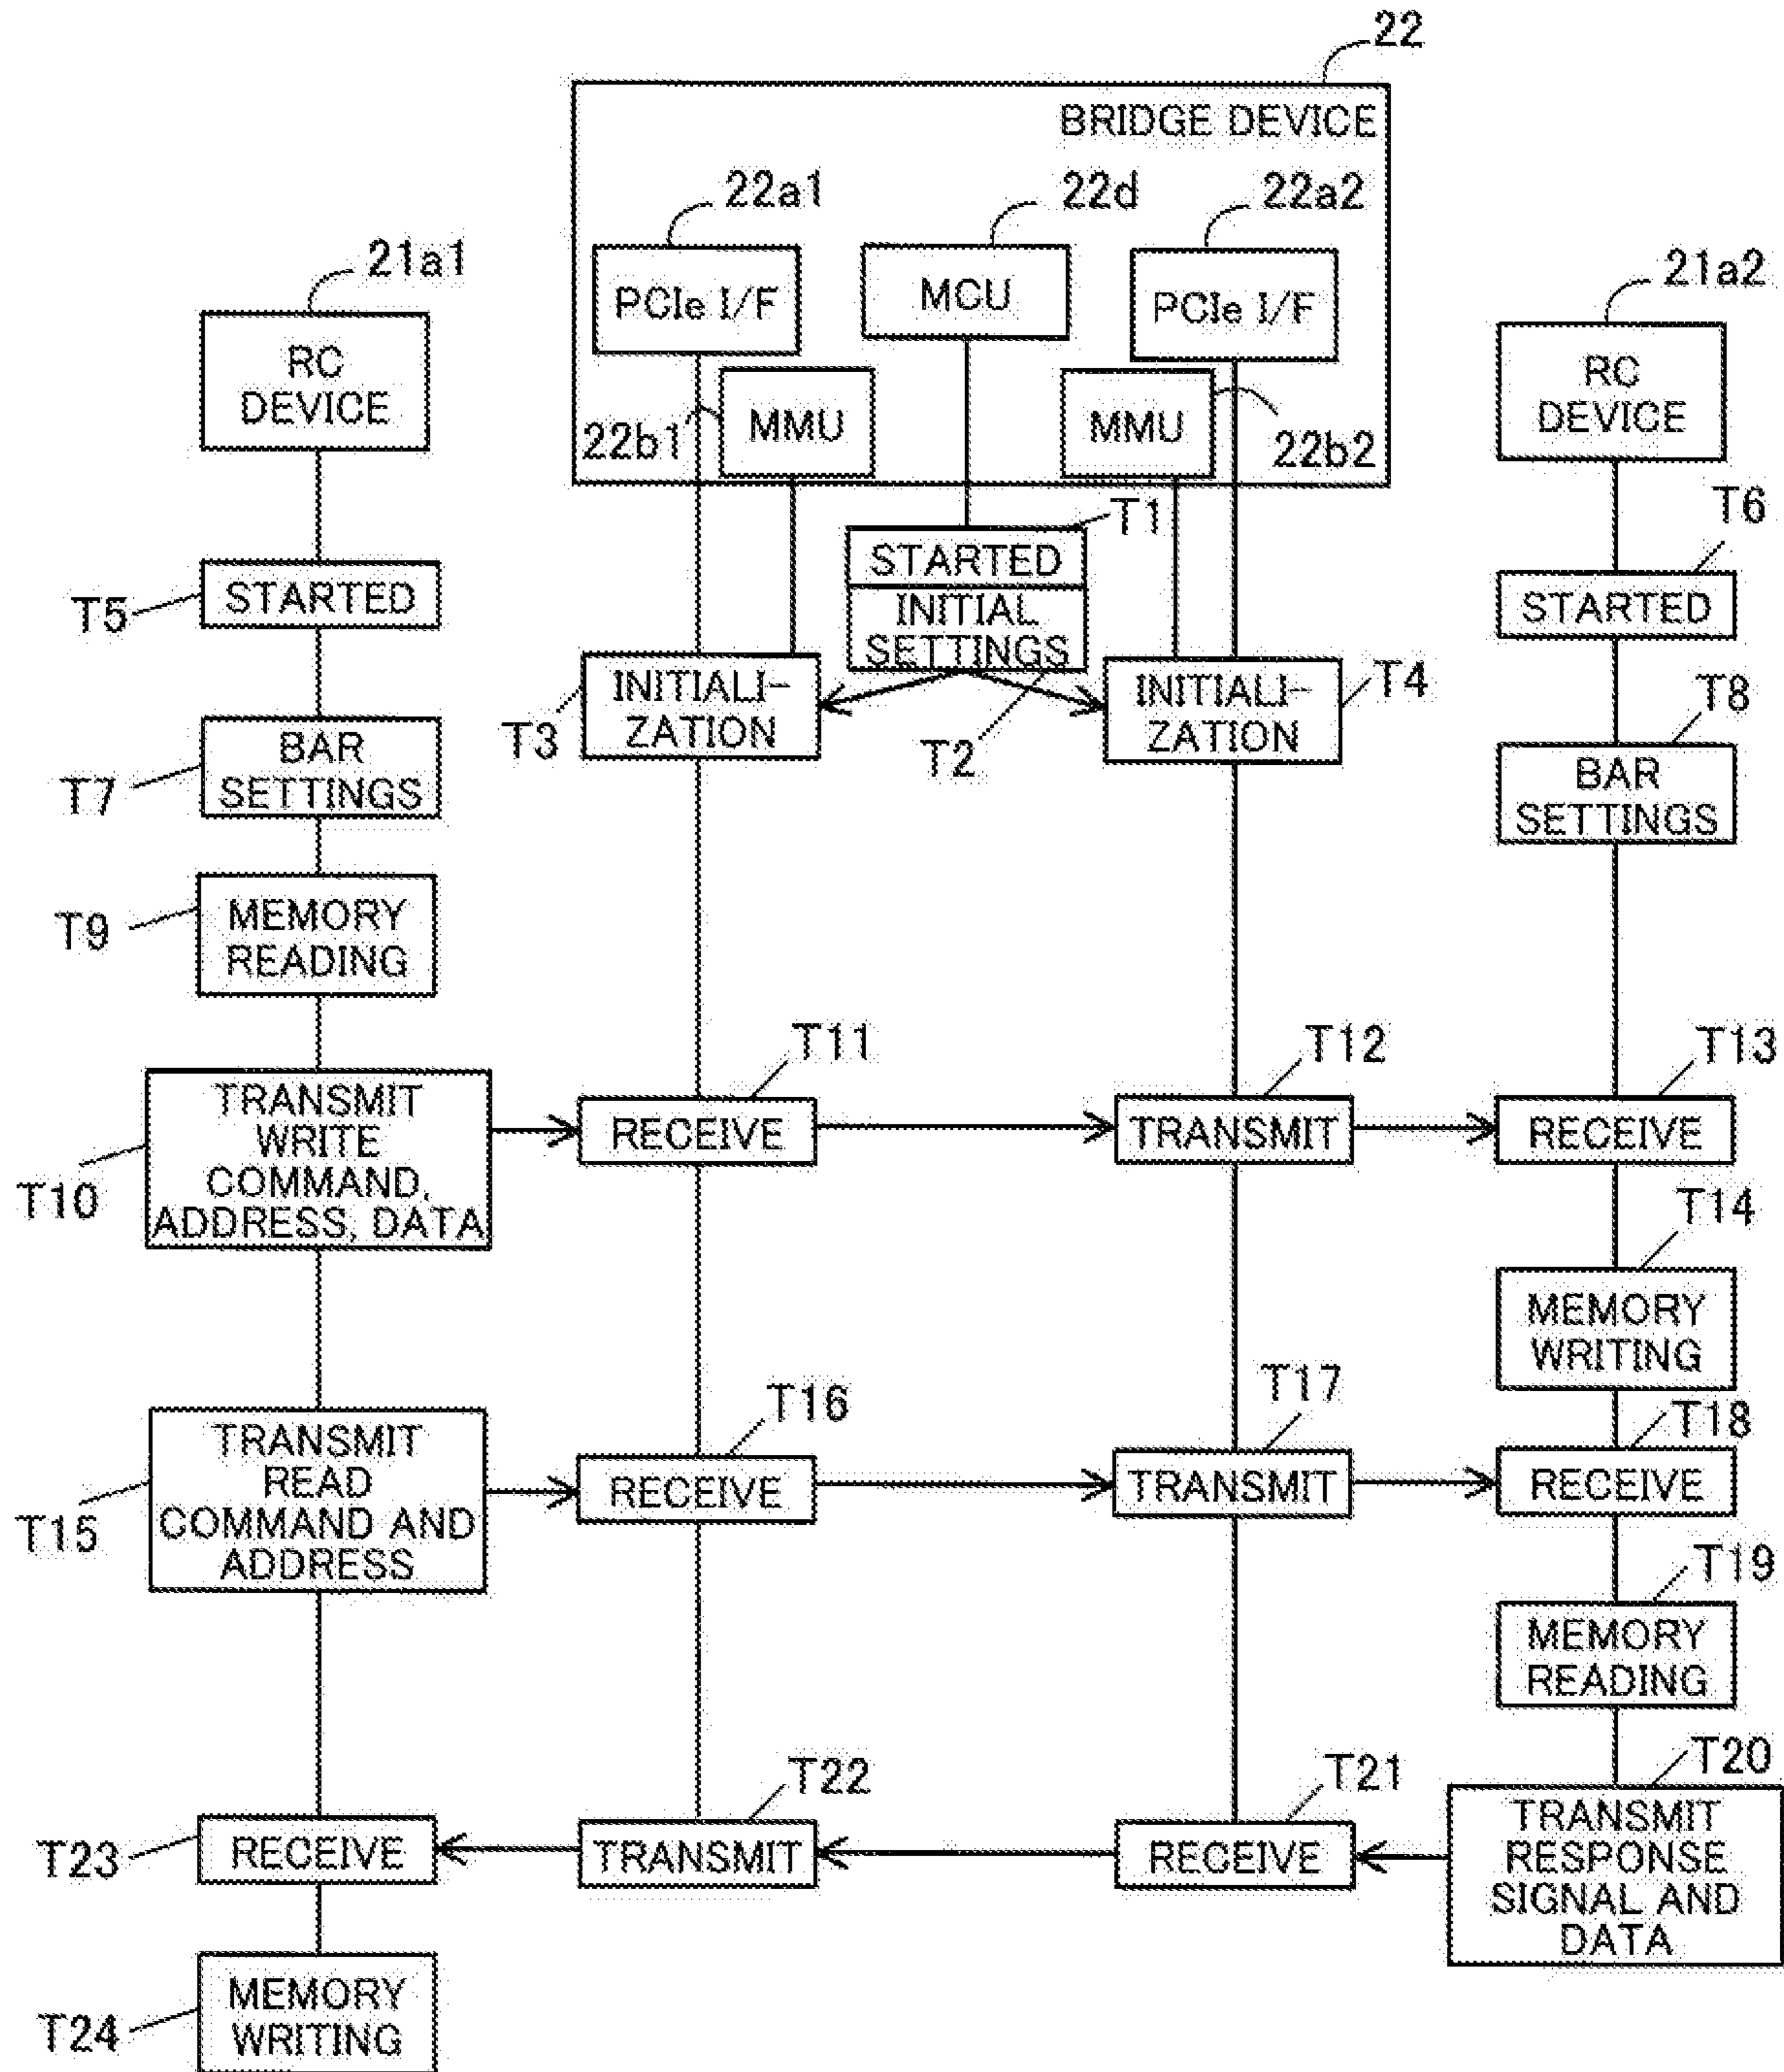 22
BRIDGE DEVICE
22a1
22d
22a2
21a1
21a2
PCIe I/F
MCU
PCIe I/F
RC
DEVICE
RC
DEVICE
22b1
MMU
MMU
22b2
T1
T6
STARTED
T5
STARTED
INITIAL
SETTINGS
STARTED
T3
INITIALI-
ZATION
T2
INITIALI-
ZATION
T4
T8
T7
BAR
SETTINGS
BAR
SETTINGS
T9
MEMORY
READING
T11
T12
T13
T10
TRANSMIT
WRITE
COMMAND,
ADDRESS, DATA
RECEIVE
TRANSMIT
RECEIVE
T14
MEMORY
WRITING
T16
T17
T18
T15
TRANSMIT
READ
COMMAND AND
ADDRESS
RECEIVE
TRANSMIT
RECEIVE
T19
MEMORY
READING
T22
T21
T20
T23
RECEIVE
TRANSMIT
RECEIVE
TRANSMIT
RESPONSE
SIGNAL AND
DATA
T24
MEMORY
WRITING